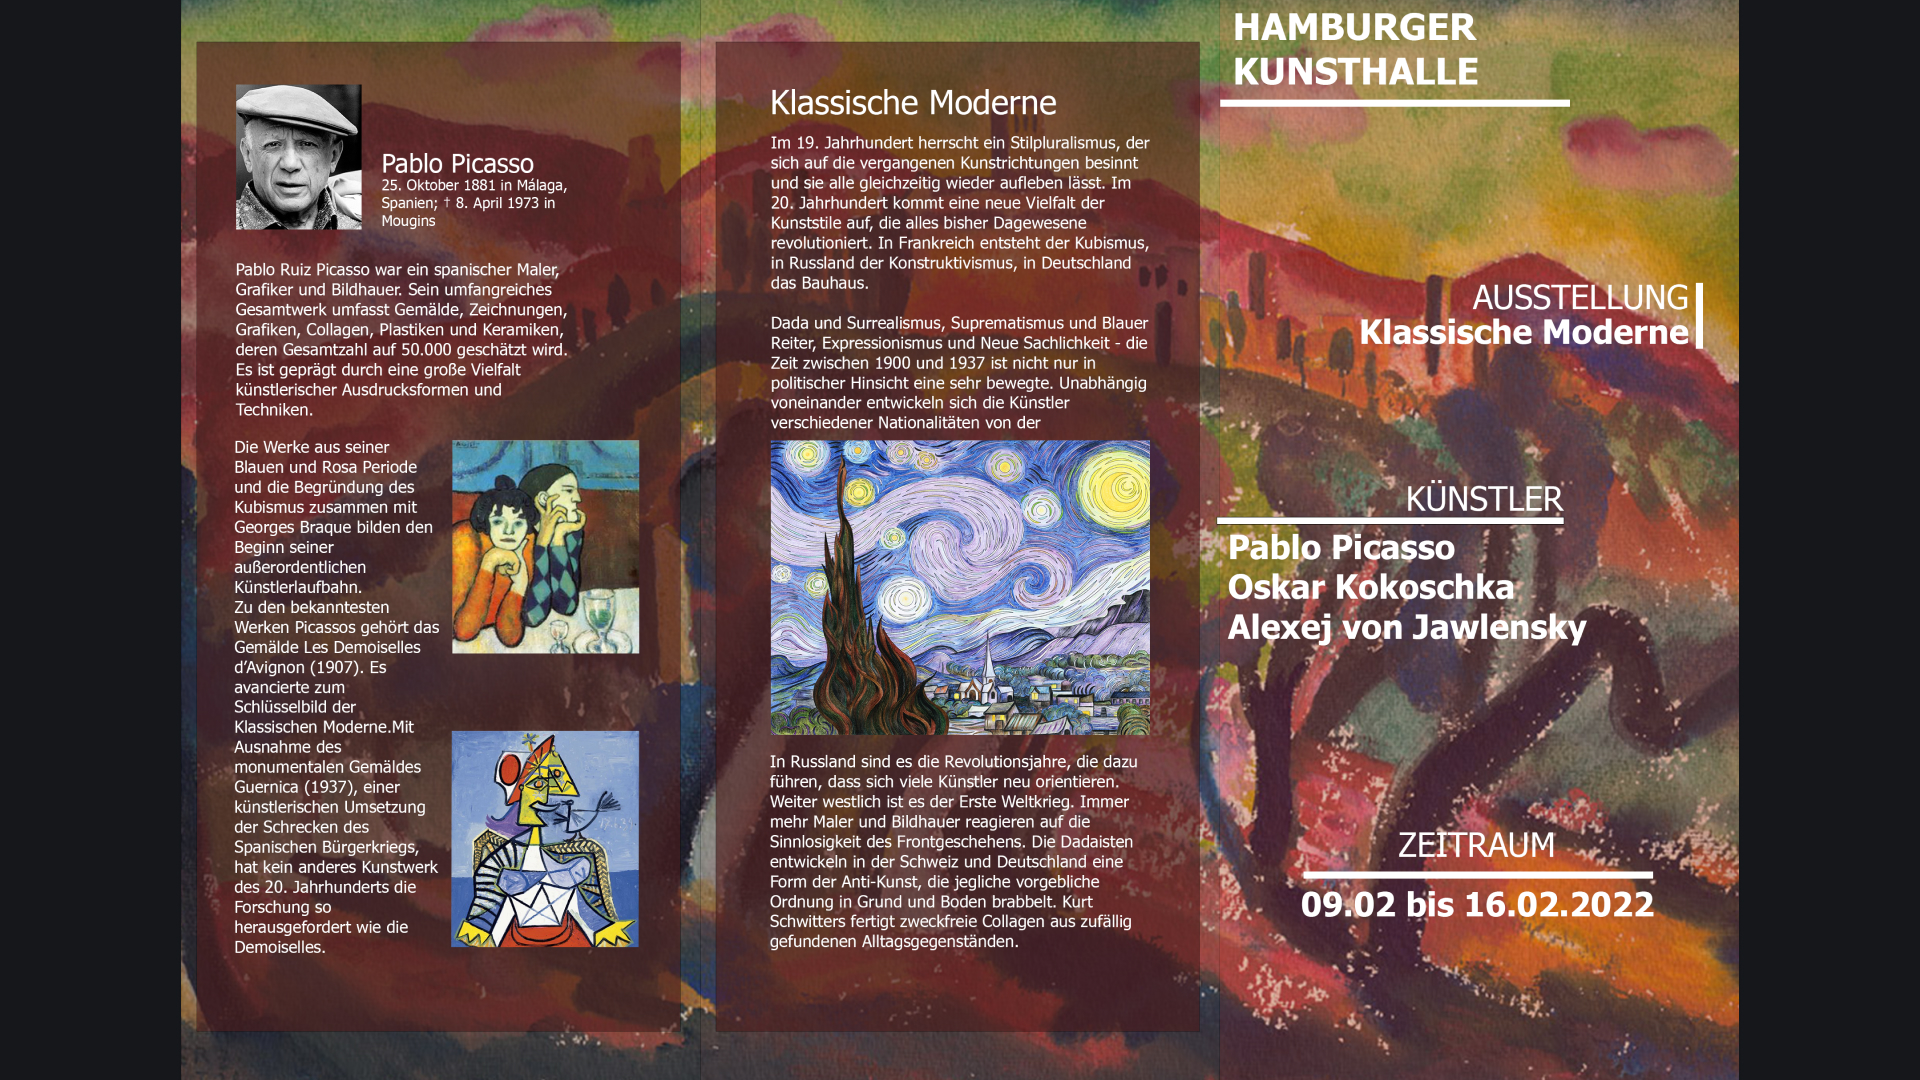 Pablo Picasso
25. Oktober 1881 in Málaga,
Spanien; † 8. April 1973 in
Mougins
Pablo Ruiz Picasso war ein spanischer Maler,
Grafiker und Bildhauer. Sein umfangreiches
Gesamtwerk umfasst Gemälde, Zeichnungen,
Grafiken, Collagen, Plastiken und Keramiken,
deren Gesamtzahl auf 50.000 geschätzt wird.
Es ist geprägt durch eine große Vielfalt
künstlerischer Ausdrucksformen und
Techniken.
Die Werke aus seiner
Blauen und Rosa Periode
und die Begründung des
Kubismus zusammen mit
Georges Braque bilden den
Beginn seiner
außerordentlichen
Künstlerlaufbahn.
Zu den bekanntesten
Werken Picassos gehört das
Gemälde Les Demoiselles
d’Avignon (1907). Es
avancierte zum
Schlüsselbild der
Klassischen Moderne.Mit
Ausnahme des
monumentalen Gemäldes
Guernica (1937), einer
künstlerischen Umsetzung
der Schrecken des
Spanischen Bürgerkriegs,
hat kein anderes Kunstwerk
des 20. Jahrhunderts die
Forschung so
herausgefordert wie die
Demoiselles.
Klassische Moderne
Im 19. Jahrhundert herrscht ein Stilpluralismus, der
sich auf die vergangenen Kunstrichtungen besinnt
und sie alle gleichzeitig wieder aufleben lässt. Im
20. Jahrhundert kommt eine neue Vielfalt der
Kunststile auf, die alles bisher Dagewesene
revolutioniert. In Frankreich entsteht der Kubismus,
in Russland der Konstruktivismus, in Deutschland
das Bauhaus.
Dada und Surrealismus, Suprematismus und Blauer
Reiter, Expressionismus und Neue Sachlichkeit - die
Zeit zwischen 1900 und 1937 ist nicht nur in
politischer Hinsicht eine sehr bewegte. Unabhängig
voneinander entwickeln sich die Künstler
verschiedener Nationalitäten von der
In Russland sind es die Revolutionsjahre, die dazu
führen, dass sich viele Künstler neu orientieren.
Weiter westlich ist es der Erste Weltkrieg. Immer
mehr Maler und Bildhauer reagieren auf die
Sinnlosigkeit des Frontgeschehens. Die Dadaisten
entwickeln in der Schweiz und Deutschland eine
Form der Anti-Kunst, die jegliche vorgebliche
Ordnung in Grund und Boden brabbelt. Kurt
Schwitters fertigt zweckfreie Collagen aus zufällig
gefundenen Alltagsgegenständen.
HAMBURGER
KUNSTHALLE
AUSSTELLUNG
Klassische Moderne
KÜNSTLER
Pablo Picasso
Oskar Kokoschka
Alexej von Jawlensky
ZEITRAUM
09.02 bis 16.02.2022